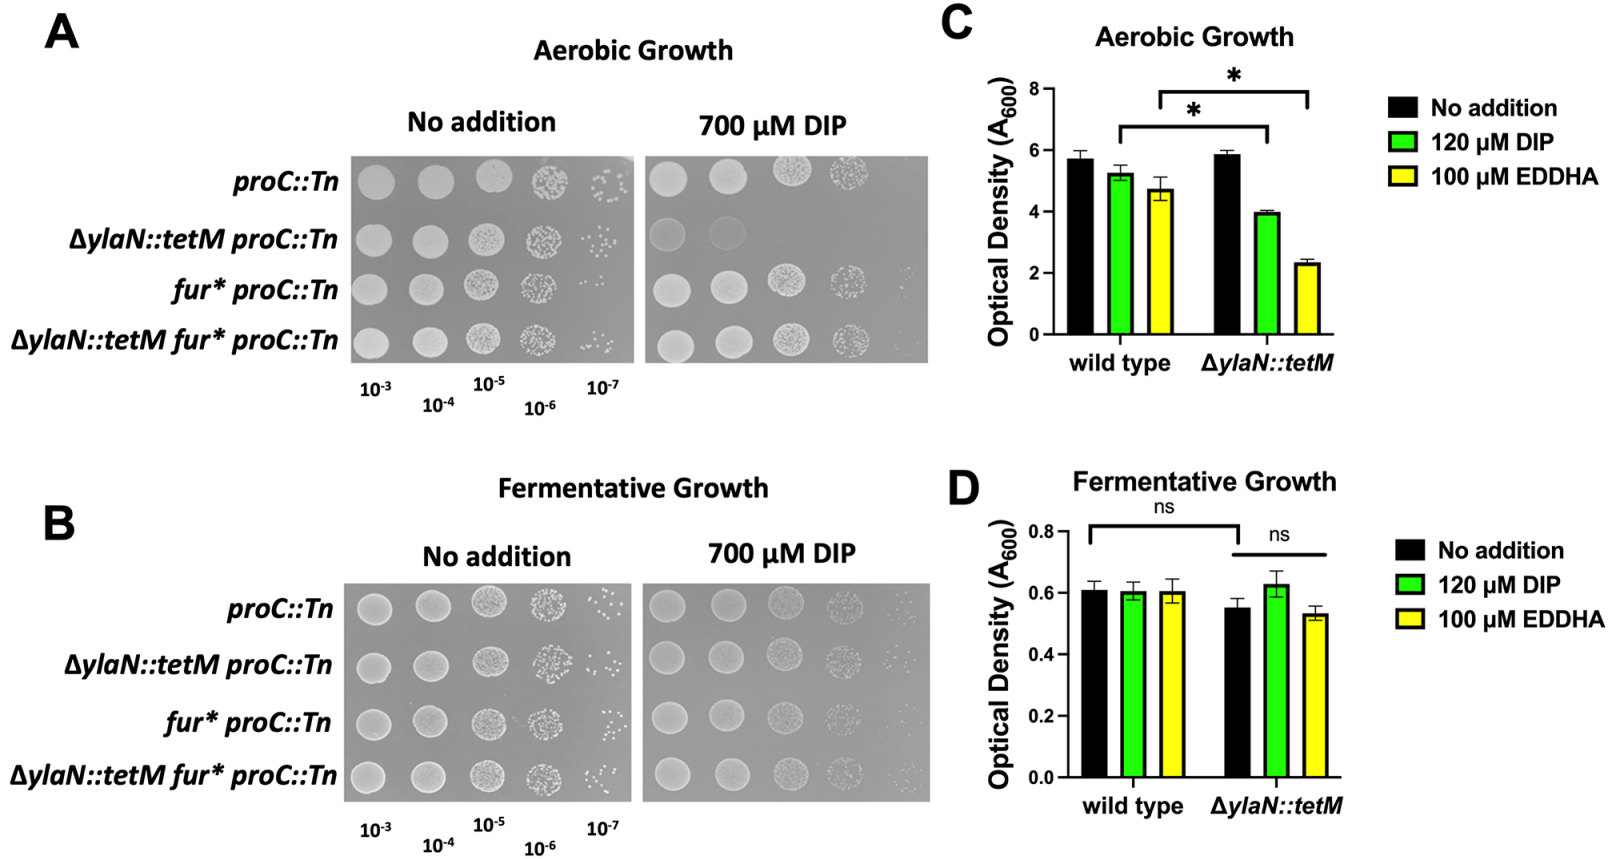 A
Aerobic Growth
No addition
700 µM DIP
proC::Tn
ΔylaN::tetM proC::Tn
fur* proC::Tn
ΔylaN::tetM fur* proC::Tn
10-3
10-4
10-5
10-6
10-7
B
Fermentative Growth
No addition
700 µM DIP
proC::Tn
ΔylaN::tetM proC::Tn
fur* proC::Tn
ΔylaN::tetM fur* proC::Tn
10-3
10-4
10-5
10-6
10-7
C
Aerobic Growth
Optical Density (A600)
8
6
4
2
0
*
*
wild type
ΔylaN::tetM
No addition
120 µM DIP
100 µM EDDHA
D
Fermentative Growth
Optical Density (A600)
0.8
0.6
0.4
0.2
0.0
ns
ns
wild type
ΔylaN::tetM
No addition
120 µM DIP
100 µM EDDHA